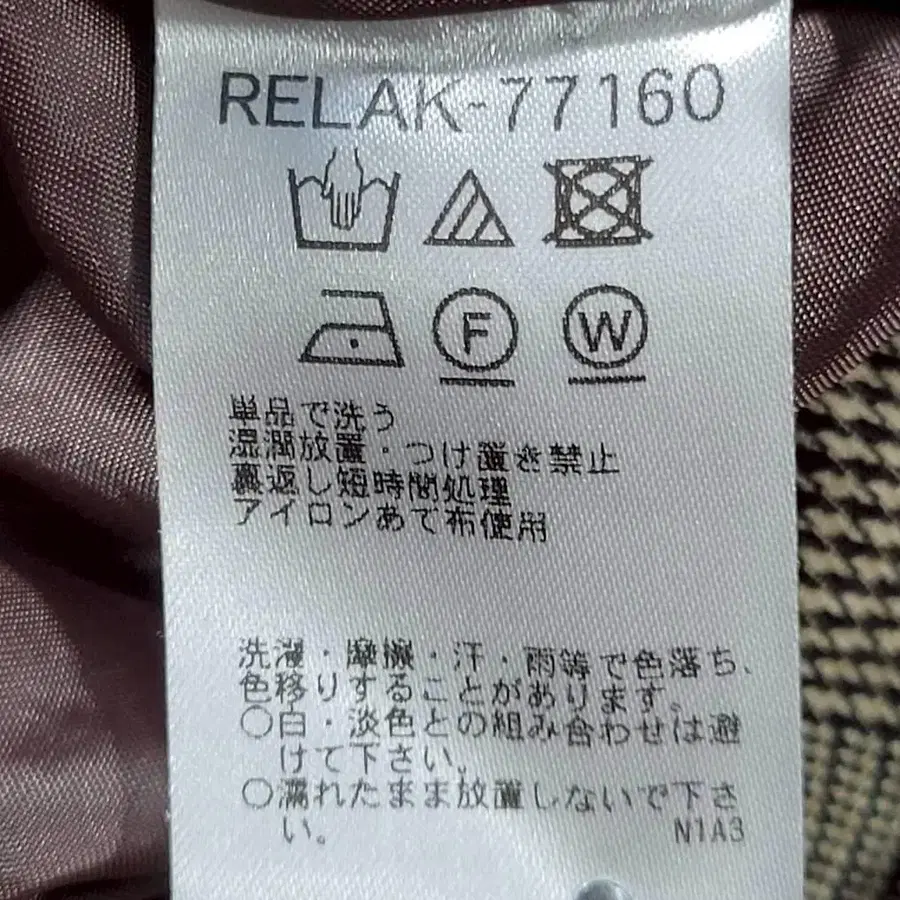 RELAK-77160
F W
単品で洗う
湿潤放置・つけ置き禁止
裏返し短時間処理
アイロンあて布使用
洗濯・摩擦・汗・雨等で色落ち、
色移りすることがあります。
○白・淡色との組み合わせは避
けて下さい。
○濡れたまま放置しないで下さ
い。 N1A3